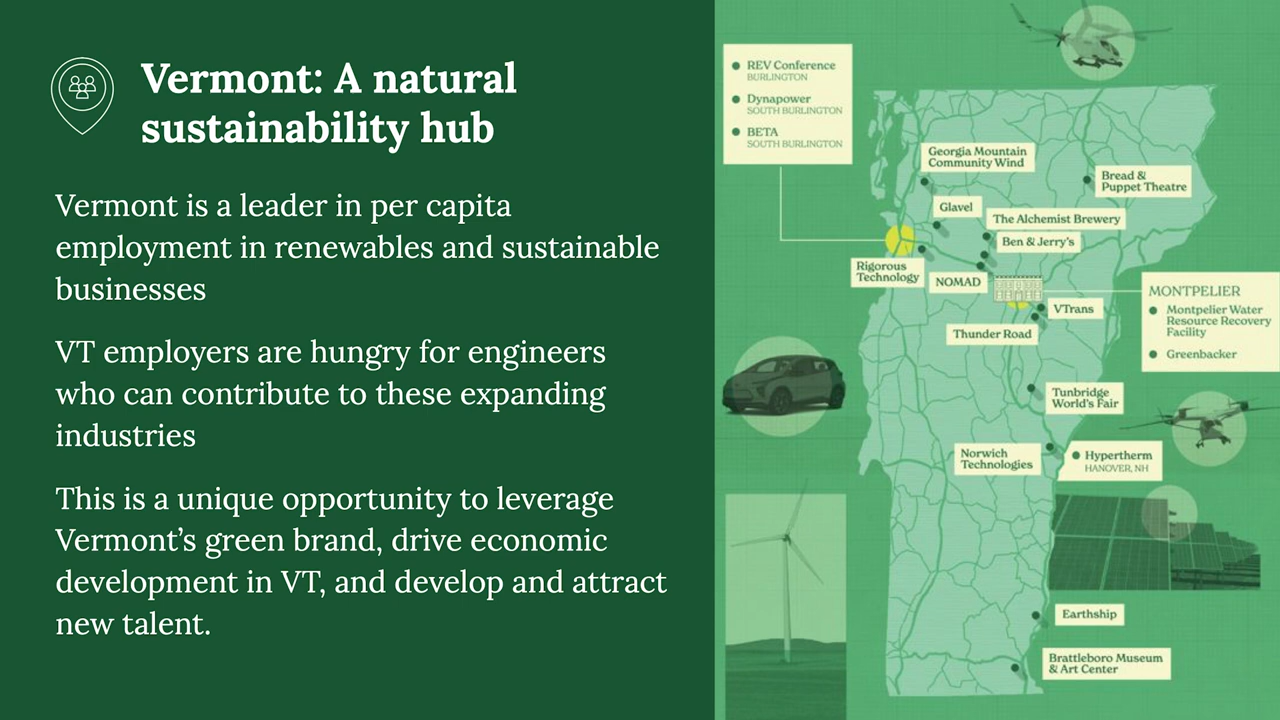 Vermont: A natural
sustainability hub
Vermont is a leader in per capita
employment in renewables and sustainable
businesses
VT employers are hungry for engineers
who can contribute to these expanding
industries
This is a unique opportunity to leverage
Vermont’s green brand, drive economic
development in VT, and develop and attract
new talent.
REV Conference
BURLINGTON
Dynapower
SOUTH BURLINGTON
BETA
SOUTH BURLINGTON
Georgia Mountain
Community Wind
Bread &
Puppet Theatre
Glavel
The Alchemist Brewery
Ben & Jerry's
Rigorous
Technology
NOMAD
MONTPELIER
Montpelier Water
Resource Recovery
Facility
Greenbacker
VTrans
Thunder Road
Tunbridge
World's Fair
Norwich
Technologies
Hypertherm
HANOVER, NH
Earthship
Brattleboro Museum
& Art Center